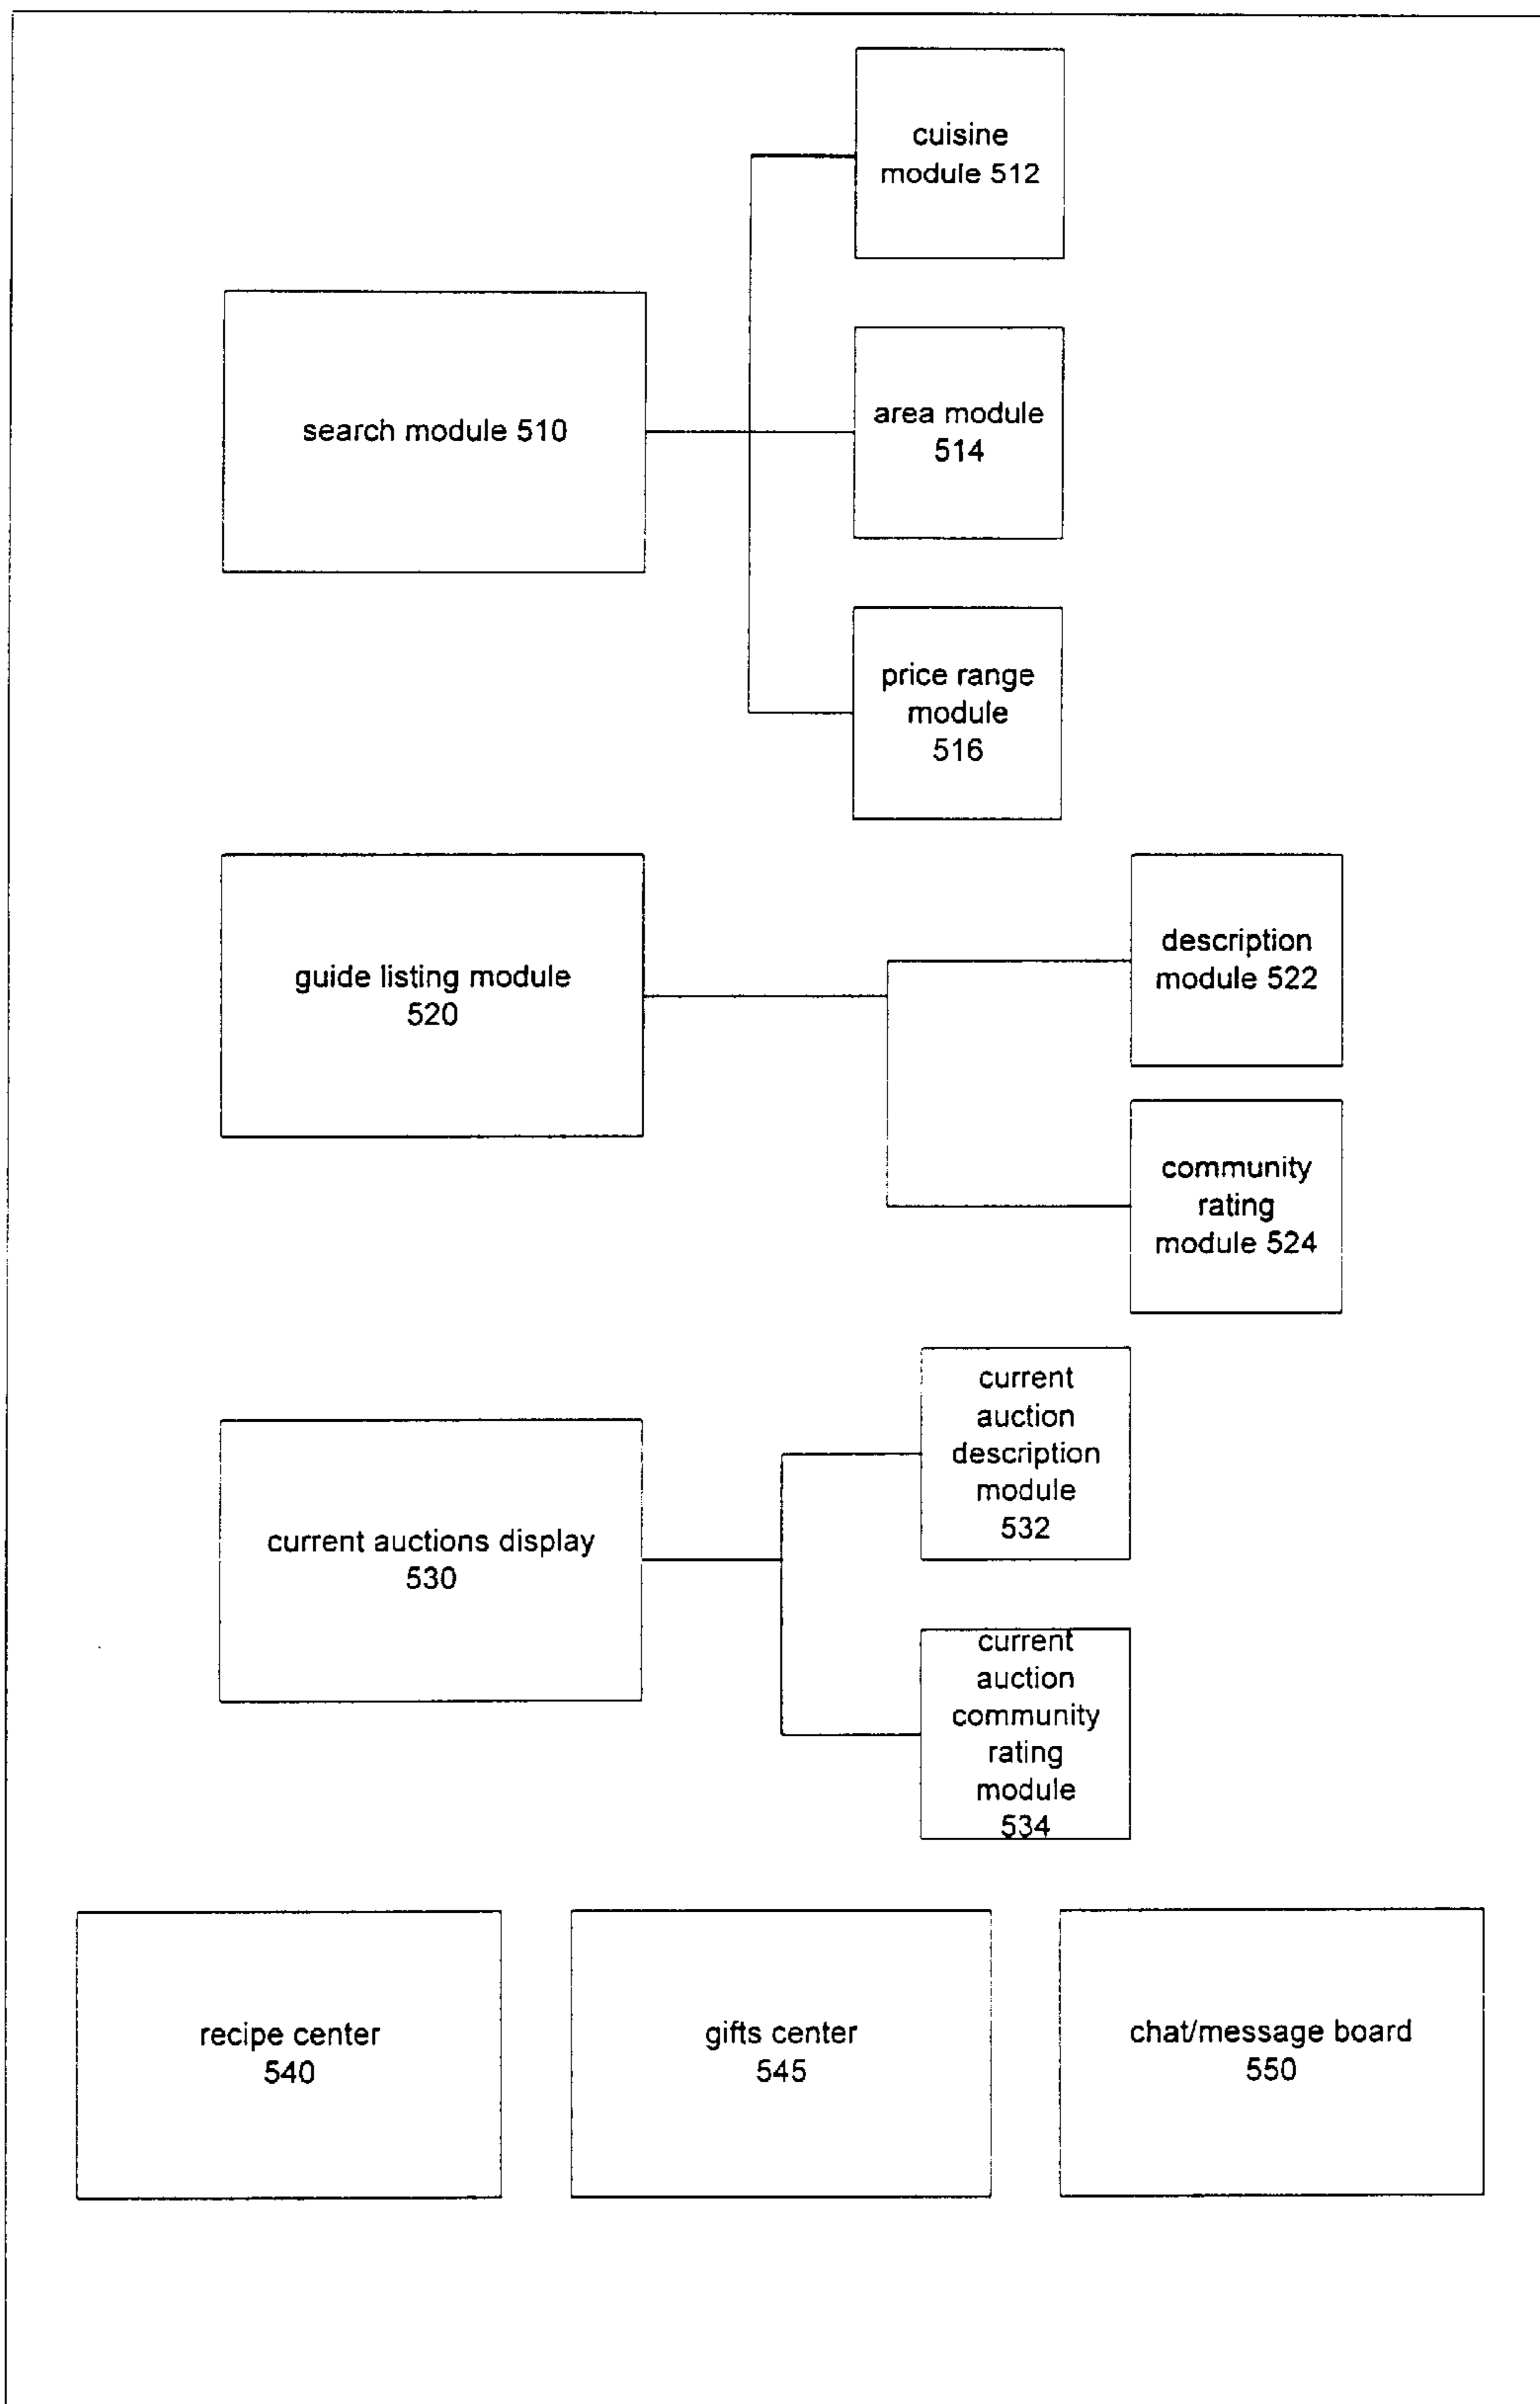 cuisine
module 512
search module 510
area module
514
price range
module
516
guide listing module
520
description
module 522
community
rating
module 524
current auctions display
530
current
auction
description
module
532
current
auction
community
rating
module
534
recipe center
540
gifts center
545
chat/message board
550